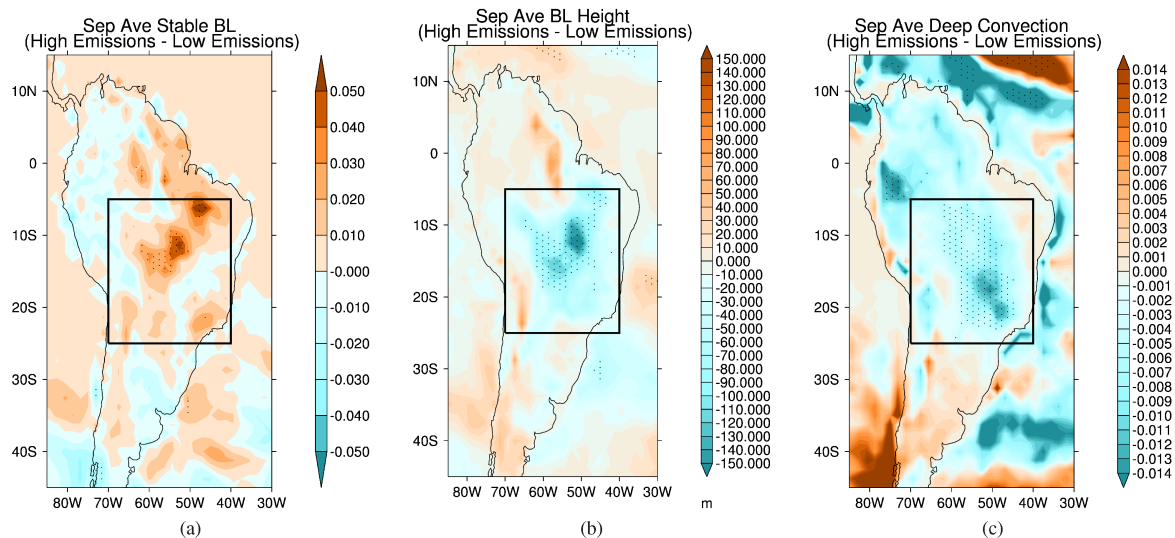 Sep Ave Stable BL
(High Emissions - Low Emissions)
10N
0
10S
20S
30S
40S
80W 70W 60W 50W 40W 30W
0.050
0.040
0.030
0.020
0.010
-0.000
-0.010
-0.020
-0.030
-0.040
-0.050
(a)
Sep Ave BL Height
(High Emissions - Low Emissions)
10N
0
10S
20S
30S
40S
80W 70W 60W 50W 40W 30W
150.000
140.000
130.000
120.000
110.000
100.000
90.000
80.000
70.000
60.000
50.000
40.000
30.000
20.000
10.000
0.000
-10.000
-20.000
-30.000
-40.000
-50.000
-60.000
-70.000
-80.000
-90.000
-100.000
-110.000
-120.000
-130.000
-140.000
-150.000
m
(b)
Sep Ave Deep Convection
(High Emissions - Low Emissions)
10N
0
10S
20S
30S
40S
80W 70W 60W 50W 40W 30W
0.014
0.013
0.012
0.011
0.010
0.009
0.008
0.006
0.005
0.004
0.003
0.002
0.001
0.000
-0.001
-0.002
-0.004
-0.005
-0.006
-0.007
-0.008
-0.009
-0.010
-0.011
-0.012
-0.013
-0.014
(c)